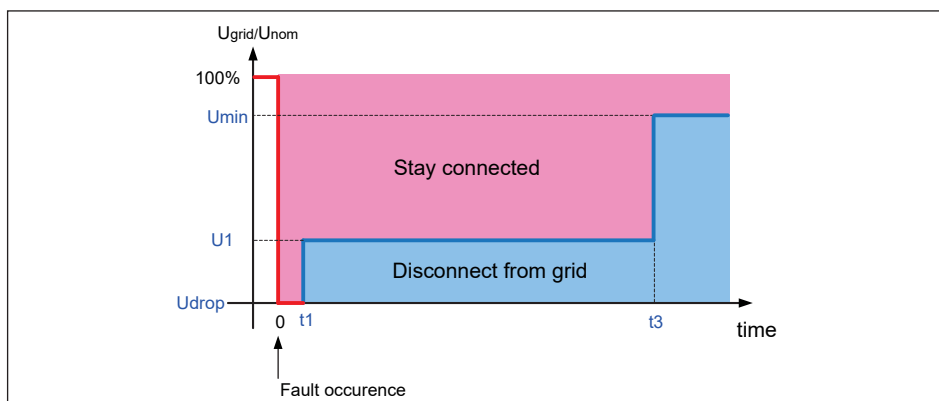 Ugrid/Unom
100%
Umin
Stay connected
U1
Disconnect from grid
Udrop
0 t1 t3 time
Fault occurence